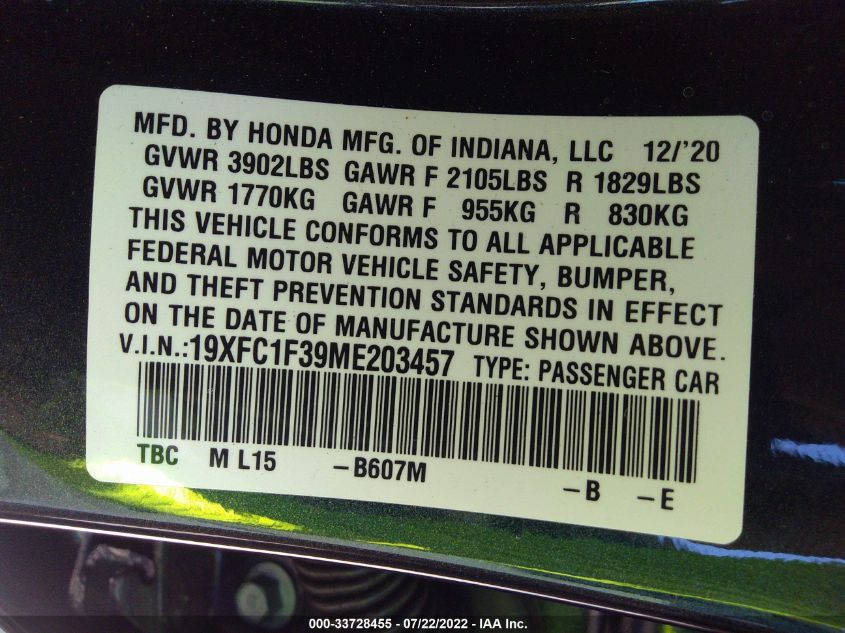 MFD. BY HONDA MFG. OF INDIANA, LLC 12/'20
GVWR 3902LBS GAWR F 2105LBS R 1829LBS
GVWR 1770KG GAWR F 955KG R 830KG
THIS VEHICLE CONFORMS TO ALL APPLICABLE
FEDERAL MOTOR VEHICLE SAFETY, BUMPER,
AND THEFT PREVENTION STANDARDS IN EFFECT
ON THE DATE OF MANUFACTURE SHOWN ABOVE.
V.I.N.:19XFC1F39ME203457 TYPE: PASSENGER CAR
TBC M L15 –B607M –B –E
000-33728455 - 07/22/2022 - IAA Inc.